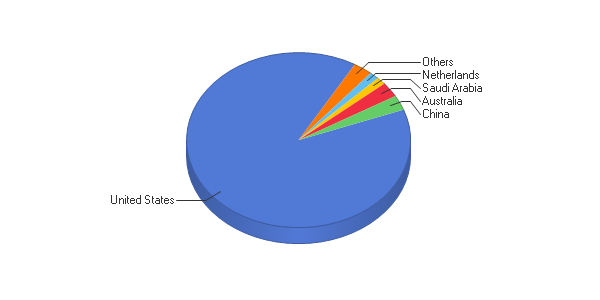 Others
Netherlands
Saudi Arabia
Australia
China
United States